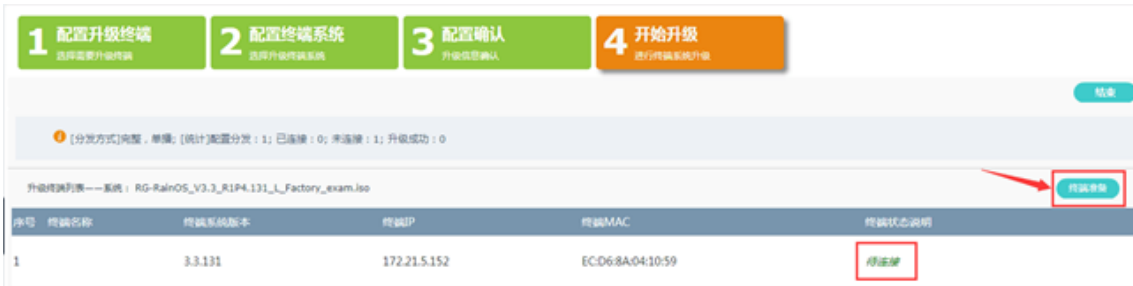 1 配置升级终端
选择需要升级终端
2 配置终端系统
选择升级终端系统
3 配置确认
升级信息确认
4 开始升级
进行终端系统升级
结束
[分发方式]完整，单播; [统计]配置分发：1; 已连接：0; 未连接：1; 升级成功：0
升级终端列表——系统： RG-RainOS_V3.3_R1P4.131_L_Factory_exam.iso
终端准备
序号 终端名称 终端系统版本 终端IP 终端MAC 终端状态说明
1 3.3.131 172.21.5.152 EC:D6:8A:04:10:59 待连接